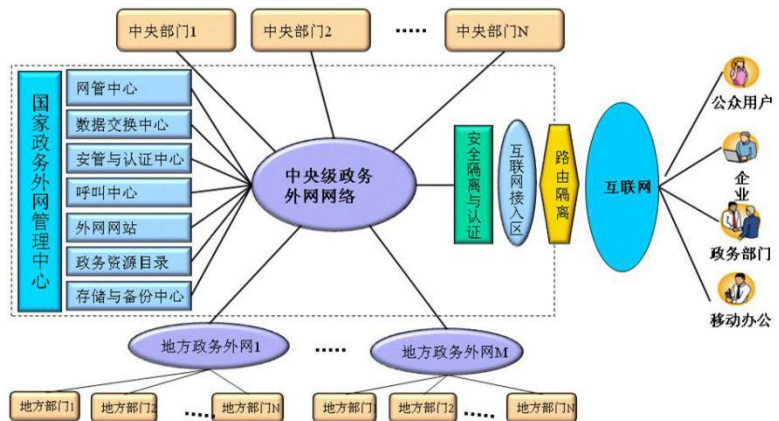 中央部门1
中央部门2
.....
中央部门N
国家政务外网管理中心
网管中心
数据交换中心
安管与认证中心
呼叫中心
外网网站
政务资源目录
存储与备份中心
中央级政务
外网网络
安全隔离与认证
互联网接入区
路由隔离
互联网
公众用户
企业
政务部门
移动办公
地方政务外网1
.....
地方政务外网M
地方部门1
地方部门2
.....
地方部门N
地方部门1
地方部门2
.....
地方部门N